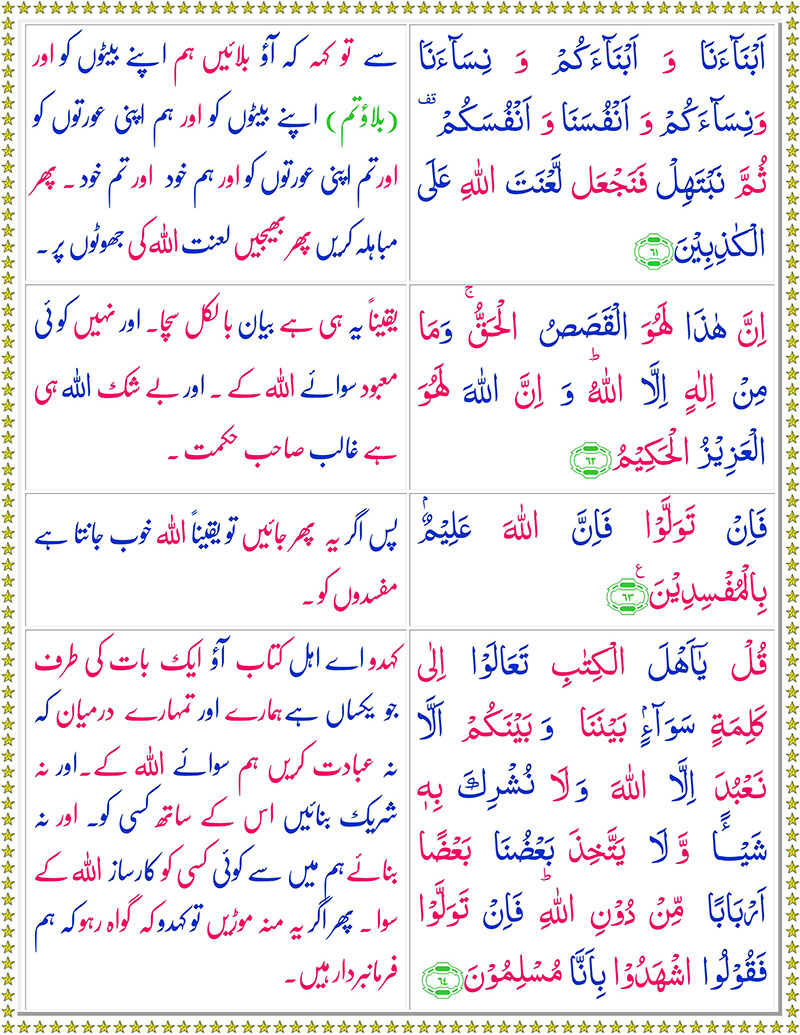 اَبْنَآءَنَا وَ اَبْنَآءَكُمْ وَ نِسَآءَنَا
وَنِسَآءَكُمْ وَ اَنْفُسَنَا وَ اَنْفُسَكُمْ ۟ قف
ثُمَّ نَبْتَهِلْ فَنَجْعَل لَّعْنَتَ اللهِ عَلَی
الْكٰذِبِيْنَ ۶۱
سے تو کہہ کہ آؤ بلائیں ہم اپنے بیٹوں کو اور
(بلاؤ تم) اپنے بیٹوں کو اور ہم اپنی عورتوں کو
اور تم اپنی عورتوں کو اور ہم خود اور تم خود ۔ پھر
مباہلہ کریں پھر بھیجیں لعنت اللہ کی جھوٹوں پر ۔
اِنَّ هٰذَا لَهُوَ الْقَصَصُ الْحَقُّ ۚ وَمَا
مِنْ اِلٰهٍ اِلَّا اللهُ ؕ وَ اِنَّ اللهَ لَهُوَ
الْعَزِيْزُ الْحَكِيْمُ ۶۲
یقیناً یہ ہی ہے بیان بالکل سچا۔ اور نہیں کوئی
معبود سوائے اللہ کے ۔ اور بے شک اللہ ہی
ہے غالب صاحب حکمت ۔
فَاِنْ تَوَلَّوْا فَاِنَّ اللهَ عَلِيْمٌۢ
بِالْمُفْسِدِيْنَ ۶۳ ع
پس اگر یہ پھر جائیں تو یقیناً اللہ خوب جانتا ہے
مفسدوں کو ۔
قُلْ يٰۤاَهْلَ الْكِتٰبِ تَعَالَوْا اِلٰی
كَلِمَةٍ سَوَآءٍۭ بَيْنَنَا وَ بَيْنَكُمْ اَلَّا
نَعْبُدَ اِلَّا اللهَ وَلَا نُشْرِكَ بِهٖ
شَيْـًٔا وَّ لَا يَتَّخِذَ بَعْضُنَا بَعْضًا
اَرْبَابًا مِّنْ دُوْنِ اللهِ ؕ فَاِنْ تَوَلَّوْا
فَقُوْلُوا اشْهَدُوْا بِاَنَّا مُسْلِمُوْنَ ۶۴
کہدو اے اہل کتاب آؤ ایک بات کی طرف
جو یکساں ہے ہمارے اور تمہارے درمیان کہ
نہ عبادت کریں ہم سوائے اللہ کے۔ اور نہ
شریک بنائیں اس کے ساتھ کسی کو۔ اور نہ
بنائے ہم میں سے کوئی کسی کو کارساز اللہ کے
سوا ۔ پھر اگر یہ منہ موڑیں تو کہدو کہ گواہ رہو کہ ہم
فرمانبردار ہیں۔